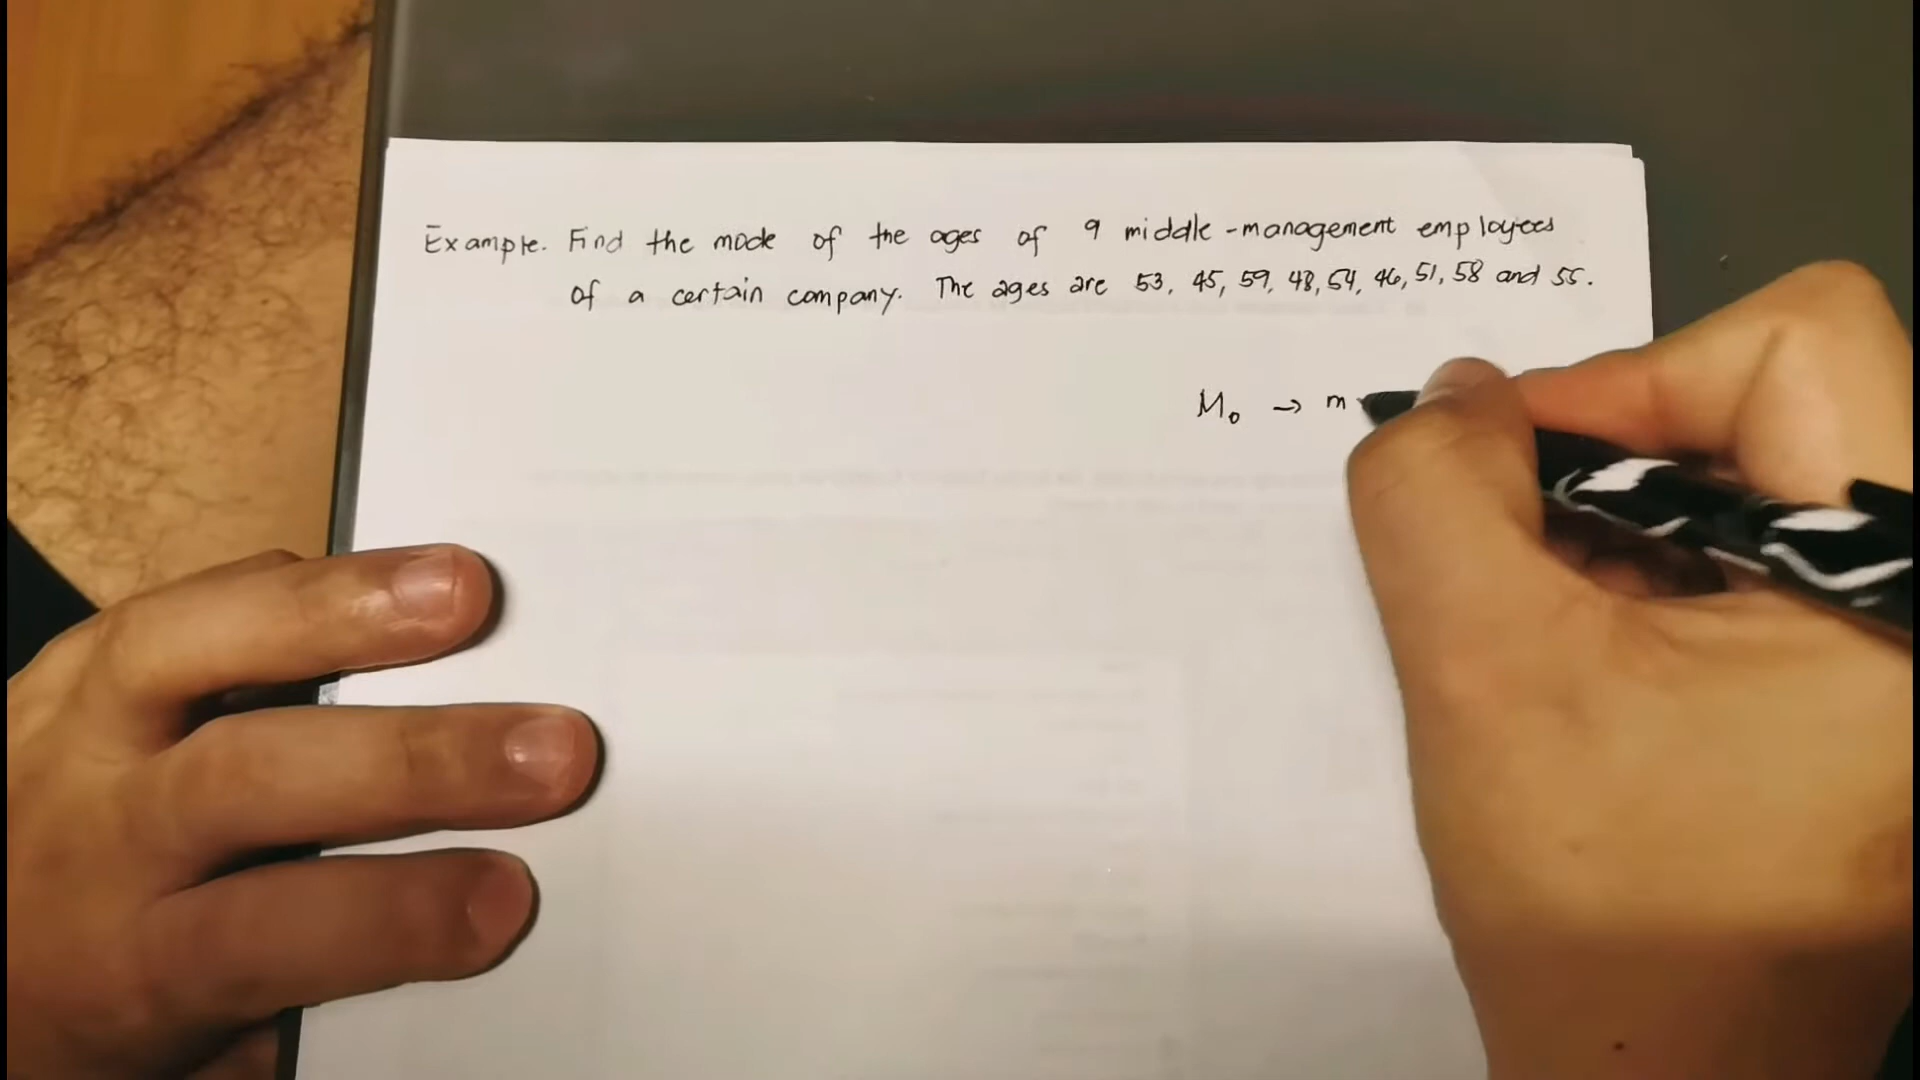 Example. Find the mode of the ages of 9 middle-management employees
of a certain company. The ages are 53, 45, 59, 48, 54, 46, 51, 58 and 55.
Mo → m